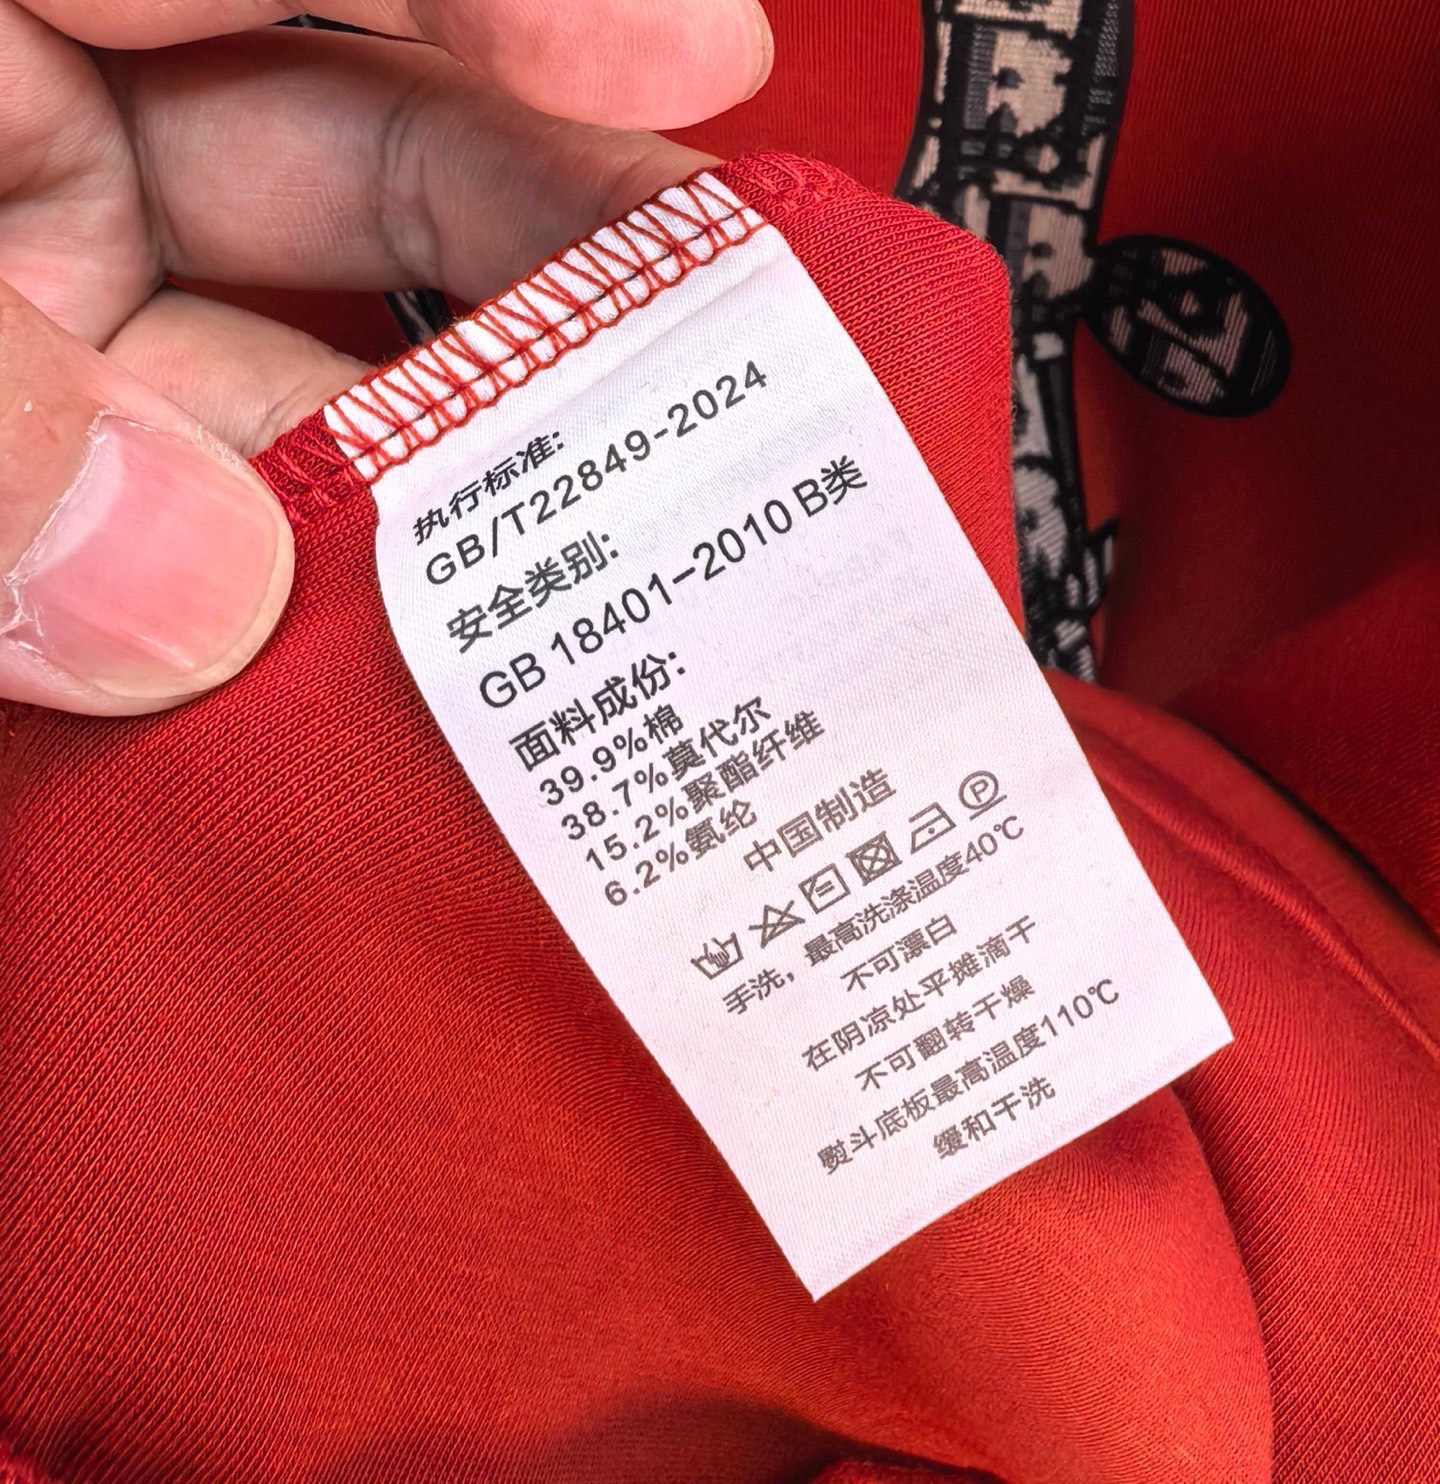 执行标准:
GB/T22849-2024
安全类别:
GB 18401-2010 B类
面料成份:
39.9%棉
38.7%莫代尔
15.2%聚酯纤维
6.2%氨纶
中国制造
P
手洗，最高洗涤温度40℃
不可漂白
在阴凉处平摊滴干
不可翻转干燥
熨斗底板最高温度110℃
缓和干洗